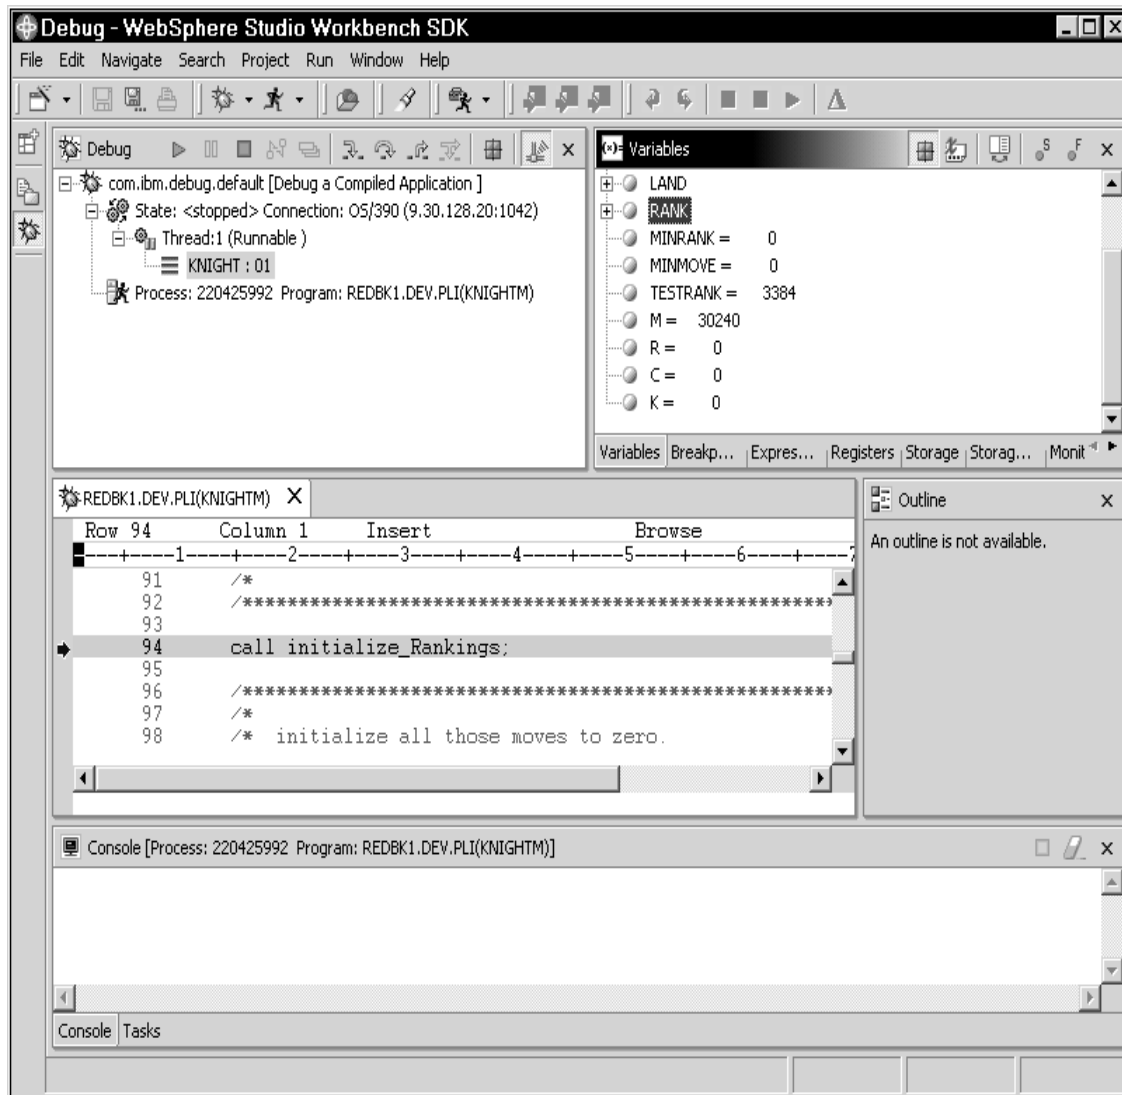 Debug - WebSphere Studio Workbench SDK
File Edit Navigate Search Project Run Window Help
Debug
com.ibm.debug.default [Debug a Compiled Application ]
State: <stopped> Connection: OS/390 (9.30.128.20:1042)
Thread:1 (Runnable )
KNIGHT : 01
Process: 220425992 Program: REDBK1.DEV.PLI(KNIGHTM)
(x)= Variables
S F
LAND
RANK
MINRANK = 0
MINMOVE = 0
TESTRANK = 3384
M = 30240
R = 0
C = 0
K = 0
Variables Breakp... Expres... Registers Storage Storag... Monit
REDBK1.DEV.PLI(KNIGHTM) X
Row 94 Column 1 Insert Browse
----+----1----+----2----+----3----+----4----+----5----+----6----+----7
91 /*
92 /*****************************************************
93
94 call initialize_Rankings;
95
96 /*****************************************************
97 /*
98 /* initialize all those moves to zero.
Outline
An outline is not available.
Console [Process: 220425992 Program: REDBK1.DEV.PLI(KNIGHTM)]
Console Tasks